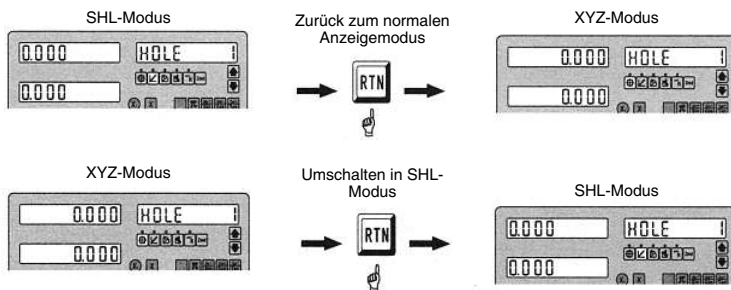 SHL-Modus
Zurück zum normalen
Anzeigemodus
XYZ-Modus
0.000
HOLE 1
0.000
RTN
0.000
HOLE 1
0.000
XYZ-Modus
Umschalten in SHL-
Modus
SHL-Modus
0.000
HOLE 1
0.000
RTN
0.000
HOLE 1
0.000